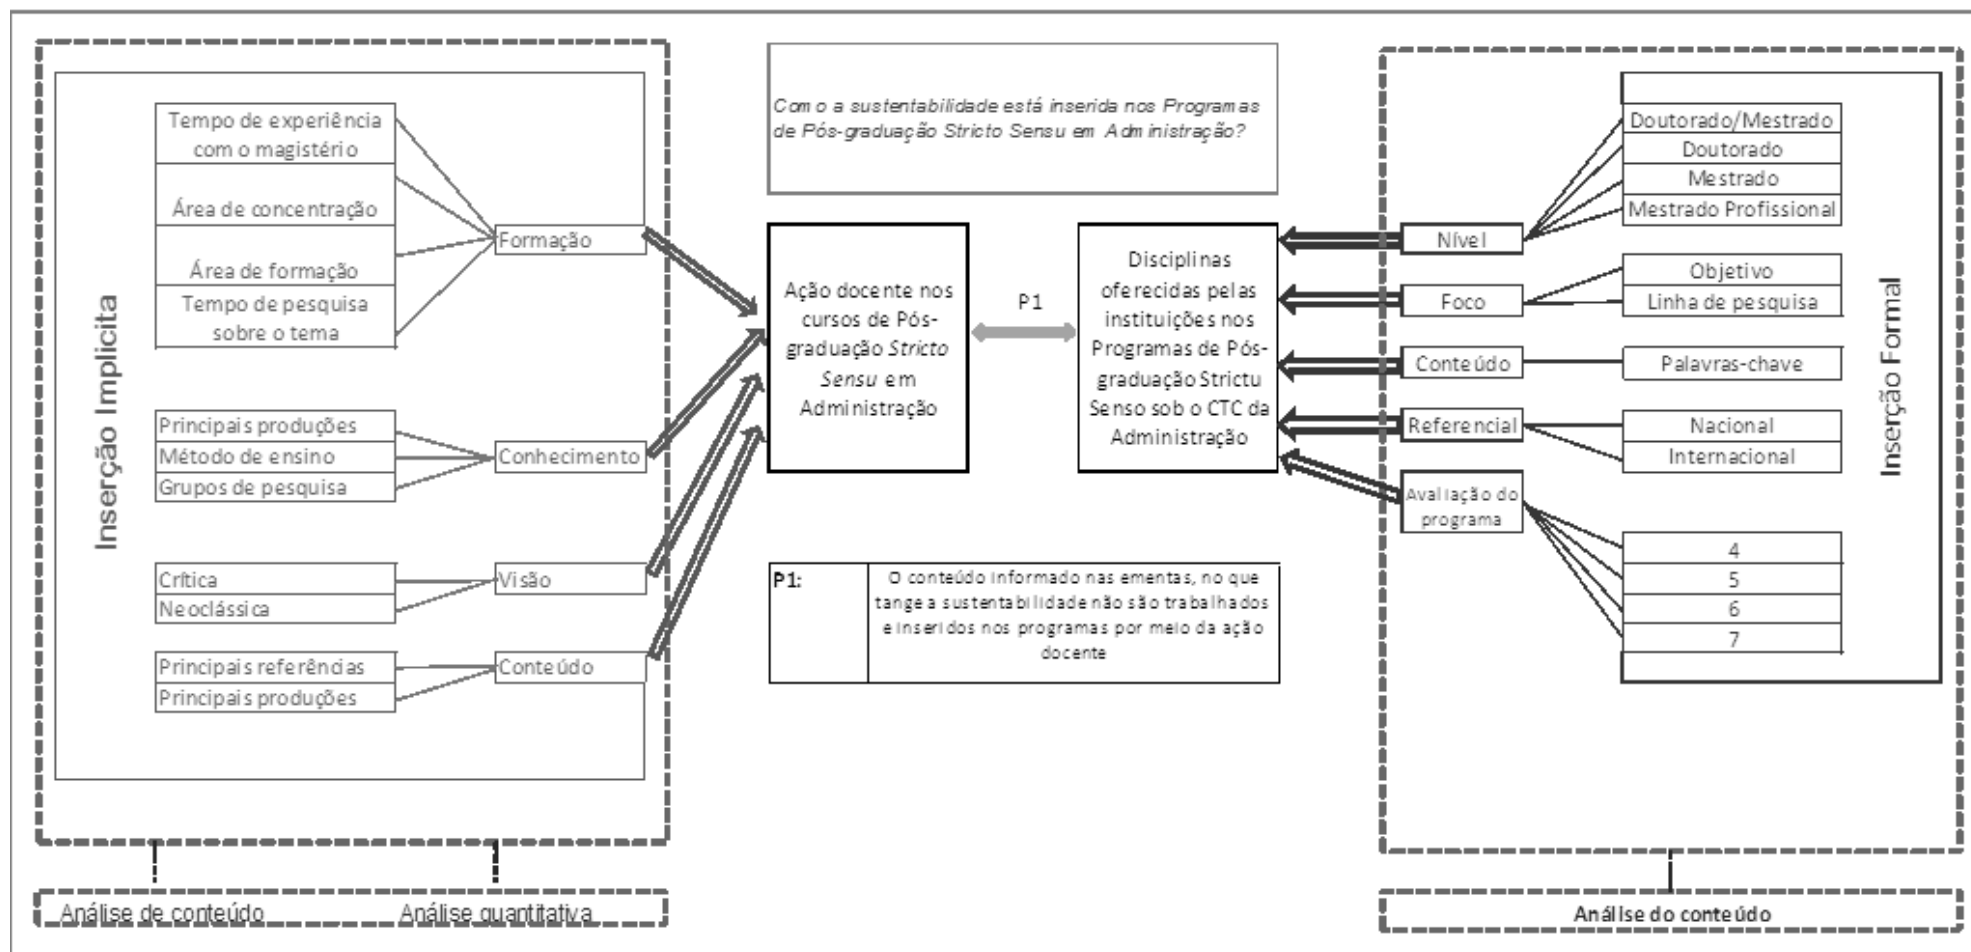 Com o a sustentabilidade está inserida nos Programas
de Pós-graduação Stricto Sensu em Administração?
Inserção Implicita
Tempo de experiência
com o magistério
Área de concentração
Área de formação
Tempo de pesquisa
sobre o tema
Formação
Principais produções
Método de ensino
Grupos de pesquisa
Conhecimento
Crítica
Neoclássica
Visão
Principais referências
Principais produções
Conteúdo
Análise de conteúdo
Análise quantitativa
Ação docente nos
cursos de Pós-
graduação Stricto
Sensu em
Administração
P1
Disciplinas
oferecidas pelas
instituições nos
Programas de Pós-
graduação Strictu
Senso sob o CTC da
Administração
P1:
O conteúdo informado nas ementas, no que
tange a sustentabilidade não são trabalhados
e inseridos nos programas por meio da ação
docente
Nível
Foco
Conteúdo
Referencial
Avaliação do
programa
Doutorado/Mestrado
Doutorado
Mestrado
Mestrado Profissional
Objetivo
Linha de pesquisa
Palavras-chave
Nacional
Internacional
4
5
6
7
Inserção Formal
Análise do conteúdo